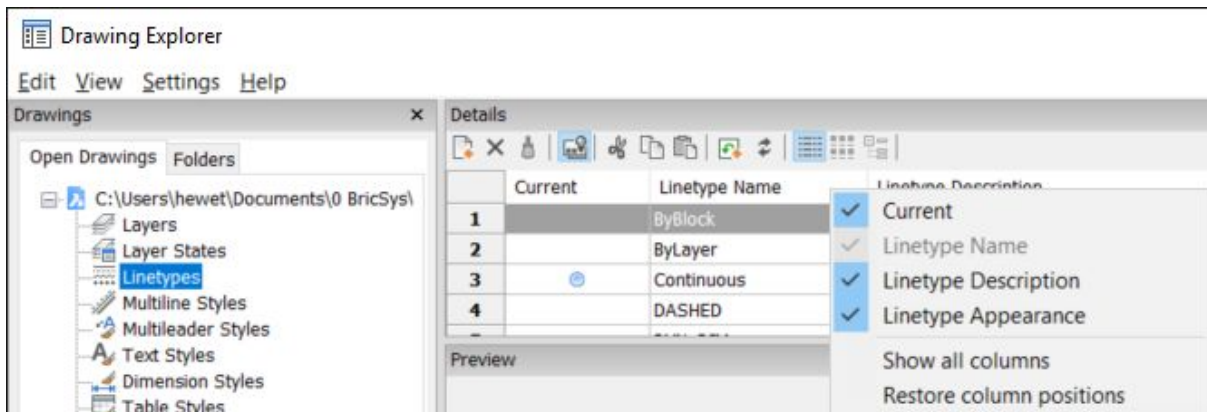 Drawing Explorer
Edit View Settings Help
Drawings
Open Drawings Folders
C:\Users\hewet\Documents\0 BricSys\
Layers
Layer States
Linetypes
Multiline Styles
Multileader Styles
Text Styles
Dimension Styles
Table Styles
Details
Current Linetype Name Linetype Description
1 ByBlock
2 ByLayer
3 Continuous
4 DASHED
Preview
Current
Linetype Name
Linetype Description
Linetype Appearance
Show all columns
Restore column positions